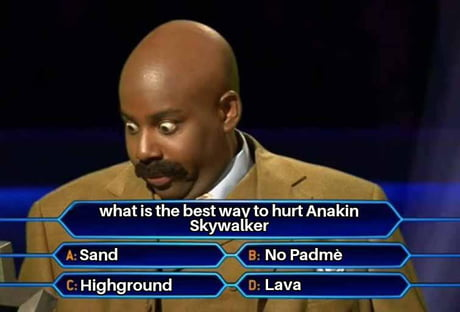 what is the best way to hurt Anakin
Skywalker
A: Sand
B: No Padmè
C: Highground
D: Lava